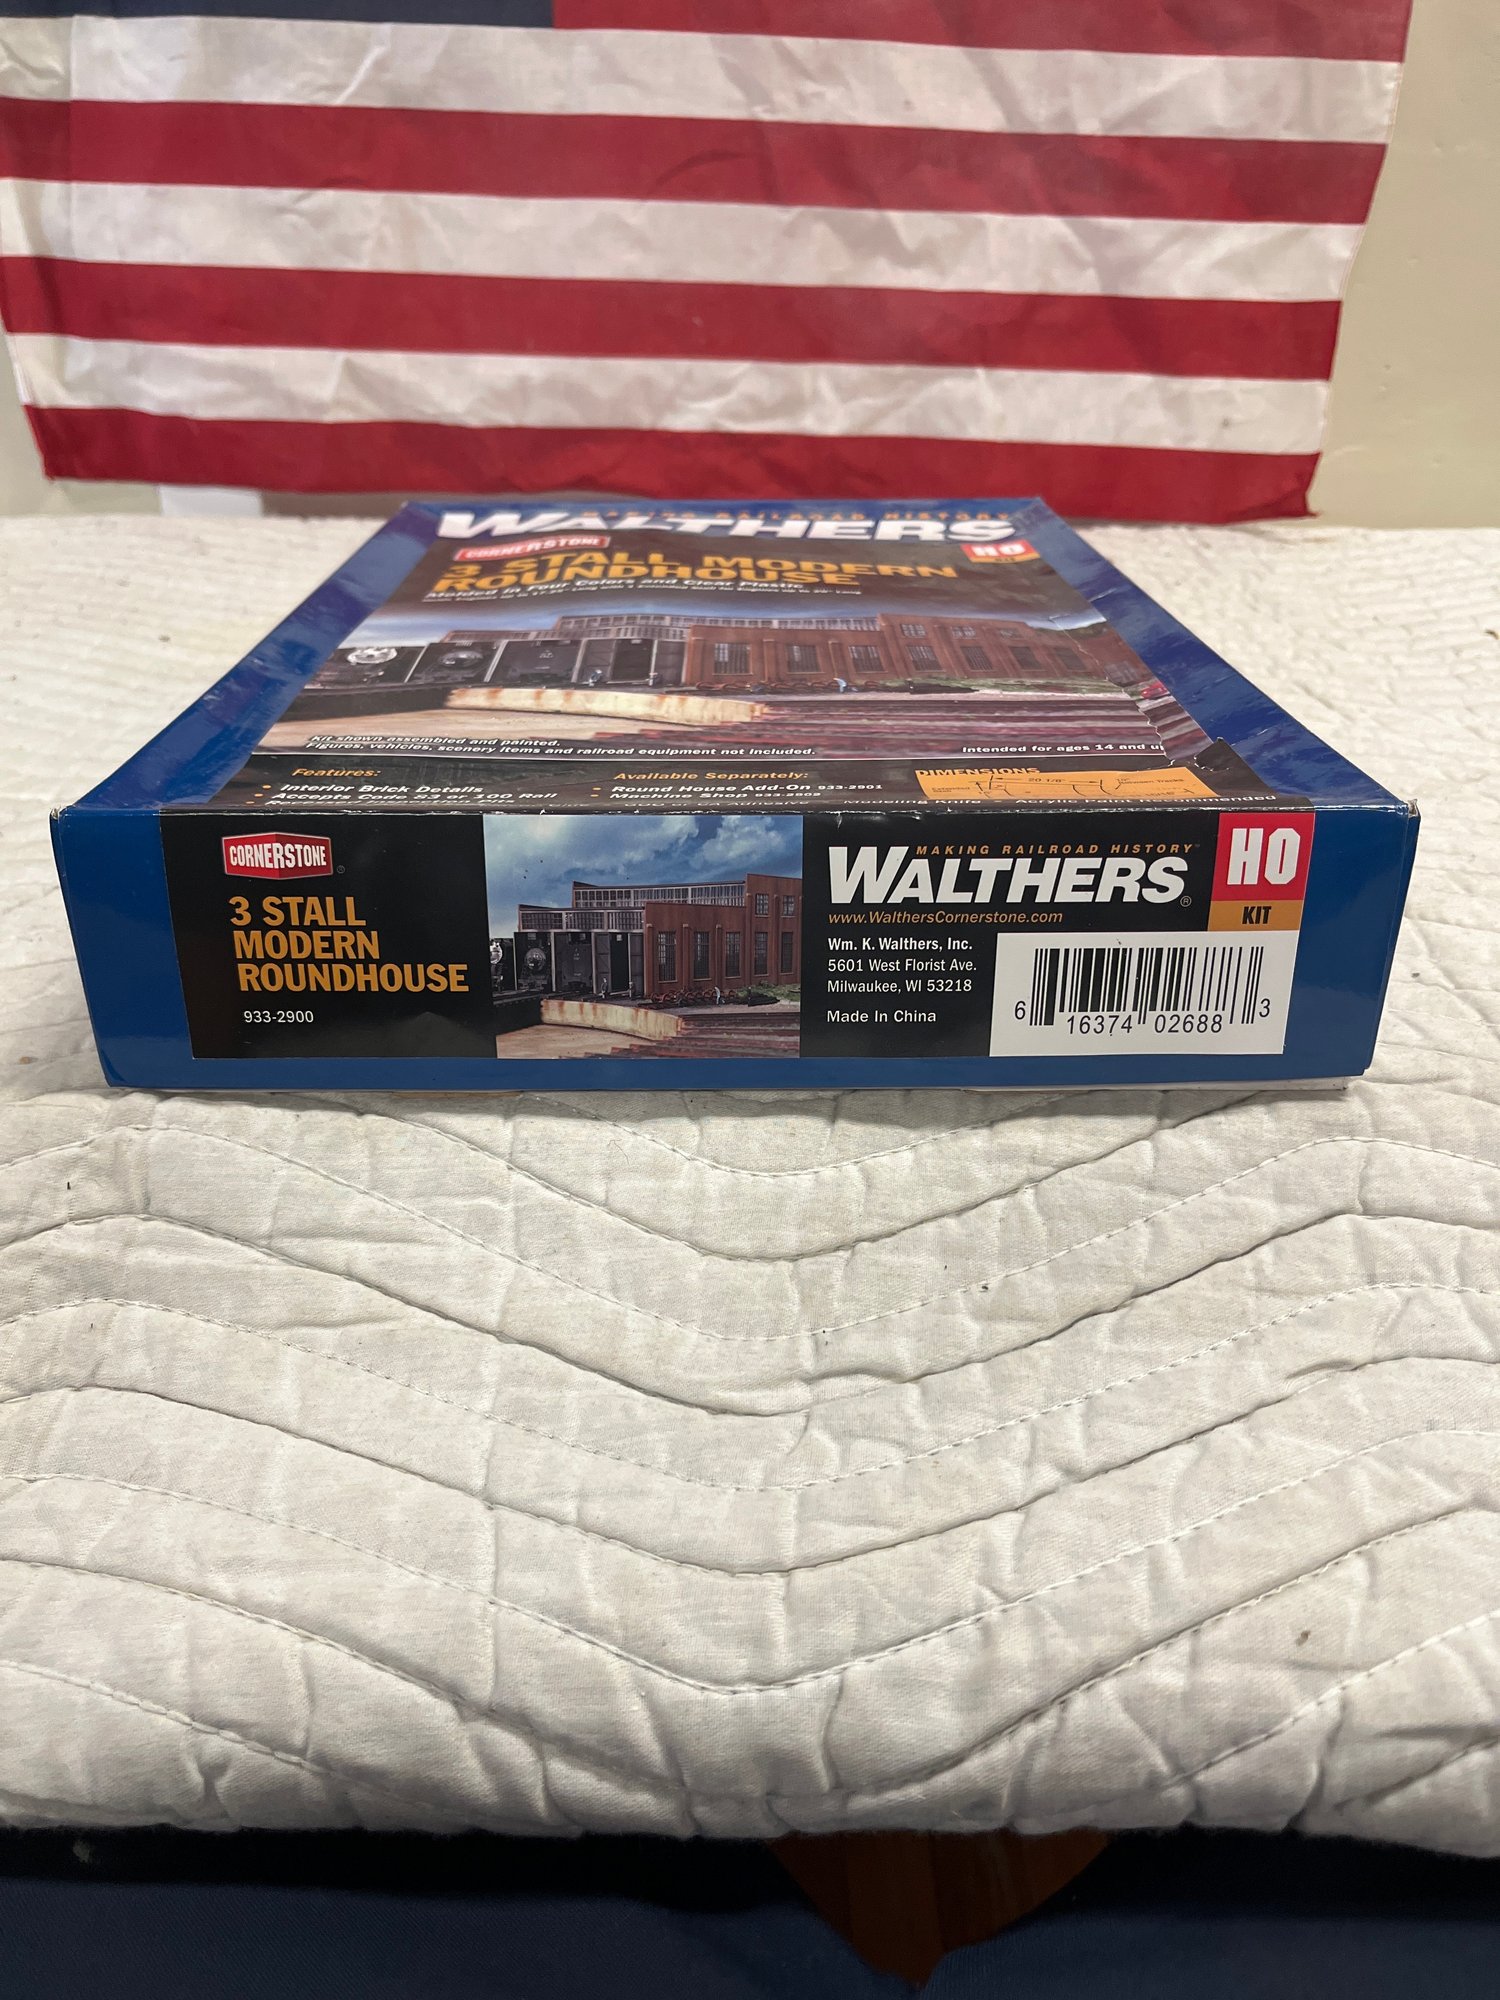 MAKING RAILROAD HISTORY
WALTHERS
CORNERSTONE
HO
3 STALL MODERN
ROUNDHOUSE
Molded in Four Colors and Clear Plastic
Kit shown assembled and painted.
Figures, vehicles, scenery items and railroad equipment not included.
Intended for ages 14 and u
Features:
• Interior Brick Details
• Accepts Code 83 or 100 Rail
Available Separately:
• Round House Add-On 933-2901
Machine Shop 933-2902
DIMENSIONS
CORNERSTONE®
3 STALL
MODERN
ROUNDHOUSE
933-2900
MAKING RAILROAD HISTORY™
WALTHERS®
www.WalthersCornerstone.com
Wm. K. Walthers, Inc.
5601 West Florist Ave.
Milwaukee, WI 53218
Made In China
HO
KIT
6 16374 02688 3